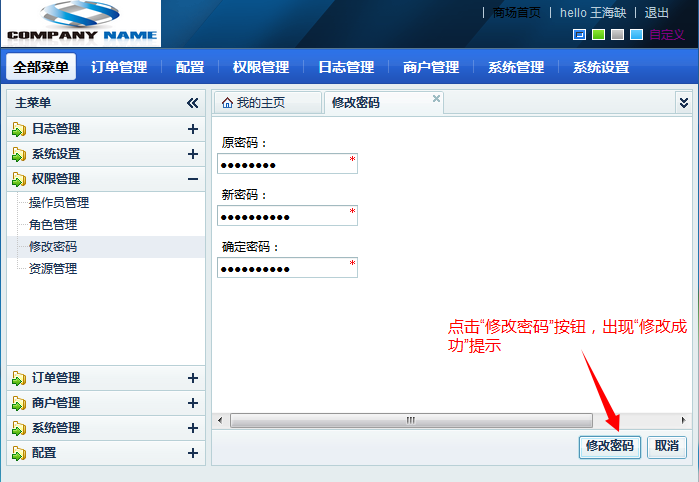 COMPANY NAME
商场首页 hello 王海缺 退出
自定义
全部菜单 订单管理 配置 权限管理 日志管理 商户管理 系统管理 系统设置
主菜单
日志管理
系统设置
权限管理
操作员管理
角色管理
修改密码
资源管理
订单管理
商户管理
系统管理
配置
我的主页 修改密码
原密码：
●●●●●●●● *
新密码：
●●●●●●●●●● *
确定密码：
●●●●●●●●●● *
点击“修改密码”按钮，出现“修改成
功”提示
修改密码 取消